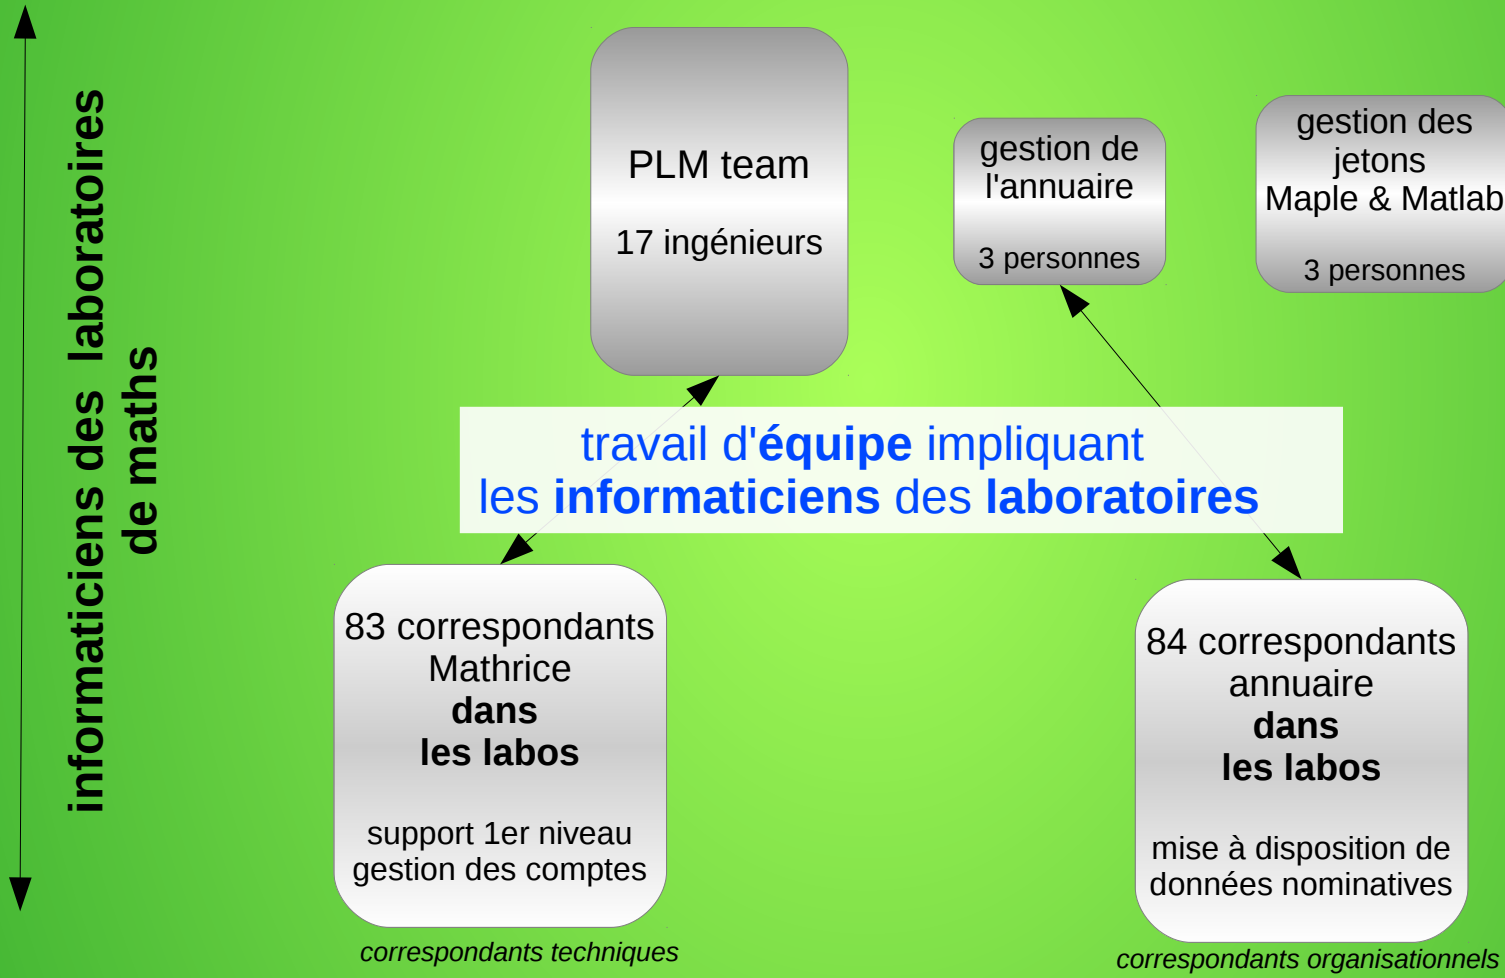 informaticiens des laboratoires
de maths
PLM team
17 ingénieurs
gestion de
l'annuaire
3 personnes
gestion des
jetons
Maple & Matlab
3 personnes
travail d'équipe impliquant
les informaticiens des laboratoires
83 correspondants
Mathrice
dans
les labos
support 1er niveau
gestion des comptes
correspondants techniques
84 correspondants
annuaire
dans
les labos
mise à disposition de
données nominatives
correspondants organisationnels